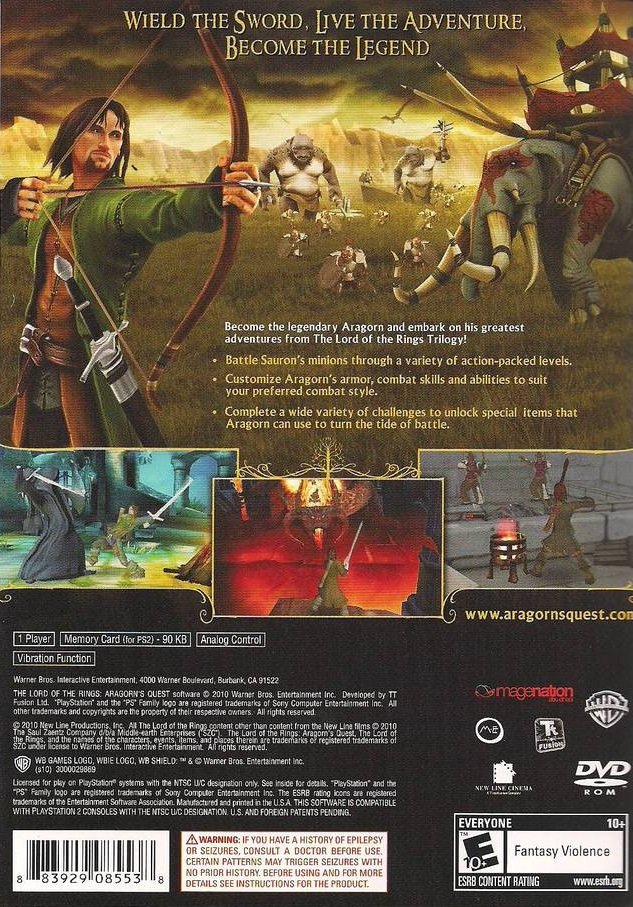 WIELD THE SWORD, LIVE THE ADVENTURE,
BECOME THE LEGEND
Become the legendary Aragorn and embark on his greatest
adventures from The Lord of the Rings Trilogy!
• Battle Sauron's minions through a variety of action-packed levels.
• Customize Aragorn's armor, combat skills and abilities to suit
your preferred combat style.
• Complete a wide variety of challenges to unlock special items that
Aragorn can use to turn the tide of battle.
www.aragornsquest.com
1 Player Memory Card (for PS2) - 90 KB Analog Control
Vibration Function
Warner Bros. Interactive Entertainment, 4000 Warner Boulevard, Burbank, CA 91522
THE LORD OF THE RINGS: ARAGORN'S QUEST software © 2010 Warner Bros. Entertainment Inc. Developed by TT
Fusion Ltd. "PlayStation" and the "PS" Family logo are registered trademarks of Sony Computer Entertainment Inc. All
other trademarks and copyrights are the property of their respective owners. All rights reserved.
© 2010 New Line Productions, Inc. All The Lord of the Rings content other than content from the New Line films © 2010
The Saul Zaentz Company d/b/a Middle-earth Enterprises ("SZC"). The Lord of the Rings: Aragorn's Quest, The Lord of
the Rings, and the names of the characters, events, items, and places therein are trademarks or registered trademarks of
SZC under license to Warner Bros. Interactive Entertainment. All rights reserved.
WB GAMES LOGO, WBIE LOGO, WB SHIELD: ™ & © Warner Bros. Entertainment Inc.
(s10) 3000029869
Licensed for play on PlayStation®2 systems with the NTSC U/C designation only. See inside for details. "PlayStation" and the
"PS" Family logo are registered trademarks of Sony Computer Entertainment Inc. The ESRB rating icons are registered
trademarks of the Entertainment Software Association. Manufactured and printed in the U.S.A. THIS SOFTWARE IS COMPATIBLE
WITH PLAYSTATION 2 CONSOLES WITH THE NTSC U/C DESIGNATION. U.S. AND FOREIGN PATENTS PENDING.
imagenation
abu dhabi
WB
ME
FUSION
NEW LINE CINEMA
DVD
ROM
8 83929 08553 8
WARNING: IF YOU HAVE A HISTORY OF EPILEPSY
OR SEIZURES, CONSULT A DOCTOR BEFORE USE.
CERTAIN PATTERNS MAY TRIGGER SEIZURES WITH
NO PRIOR HISTORY. BEFORE USING AND FOR MORE
DETAILS SEE INSTRUCTIONS FOR THE PRODUCT.
EVERYONE 10+
E
10+
Fantasy Violence
ESRB CONTENT RATING www.esrb.org